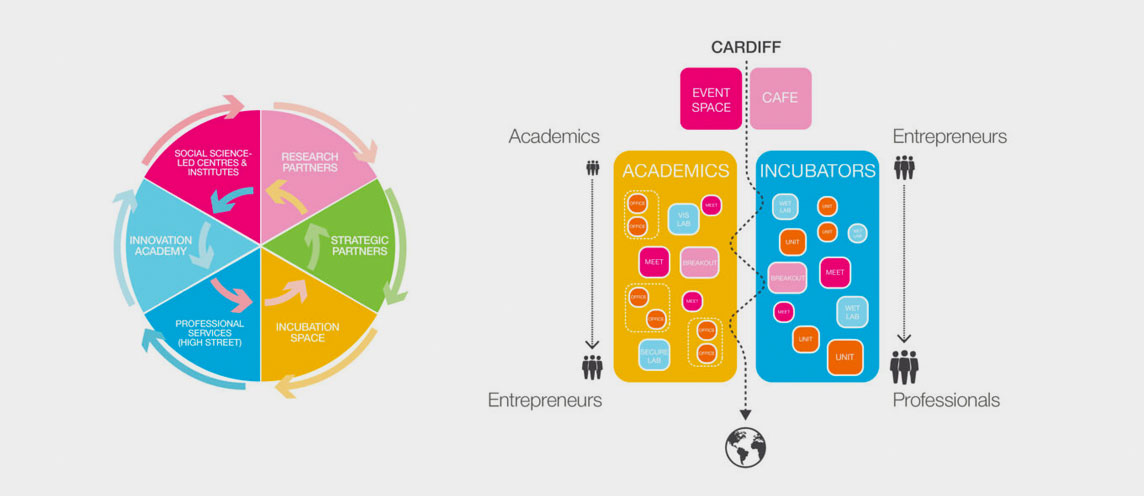 SOCIAL SCIENCE-
LED CENTRES &
INSTITUTES
RESEARCH
PARTNERS
INNOVATION
ACADEMY
STRATEGIC
PARTNERS
PROFESSIONAL
SERVICES
(HIGH STREET)
INCUBATION
SPACE
CARDIFF
EVENT
SPACE
CAFE
Academics
Entrepreneurs
ACADEMICS
OFFICE
OFFICE
VIS
LAB
MEET
MEET
BREAKOUT
OFFICE
OFFICE
MEET
OFFICE
OFFICE
SECURE
LAB
INCUBATORS
WET
LAB
UNIT
UNIT
UNIT
WET
LAB
BREAKOUT
MEET
MEET
WET
LAB
UNIT
UNIT
Entrepreneurs
Professionals